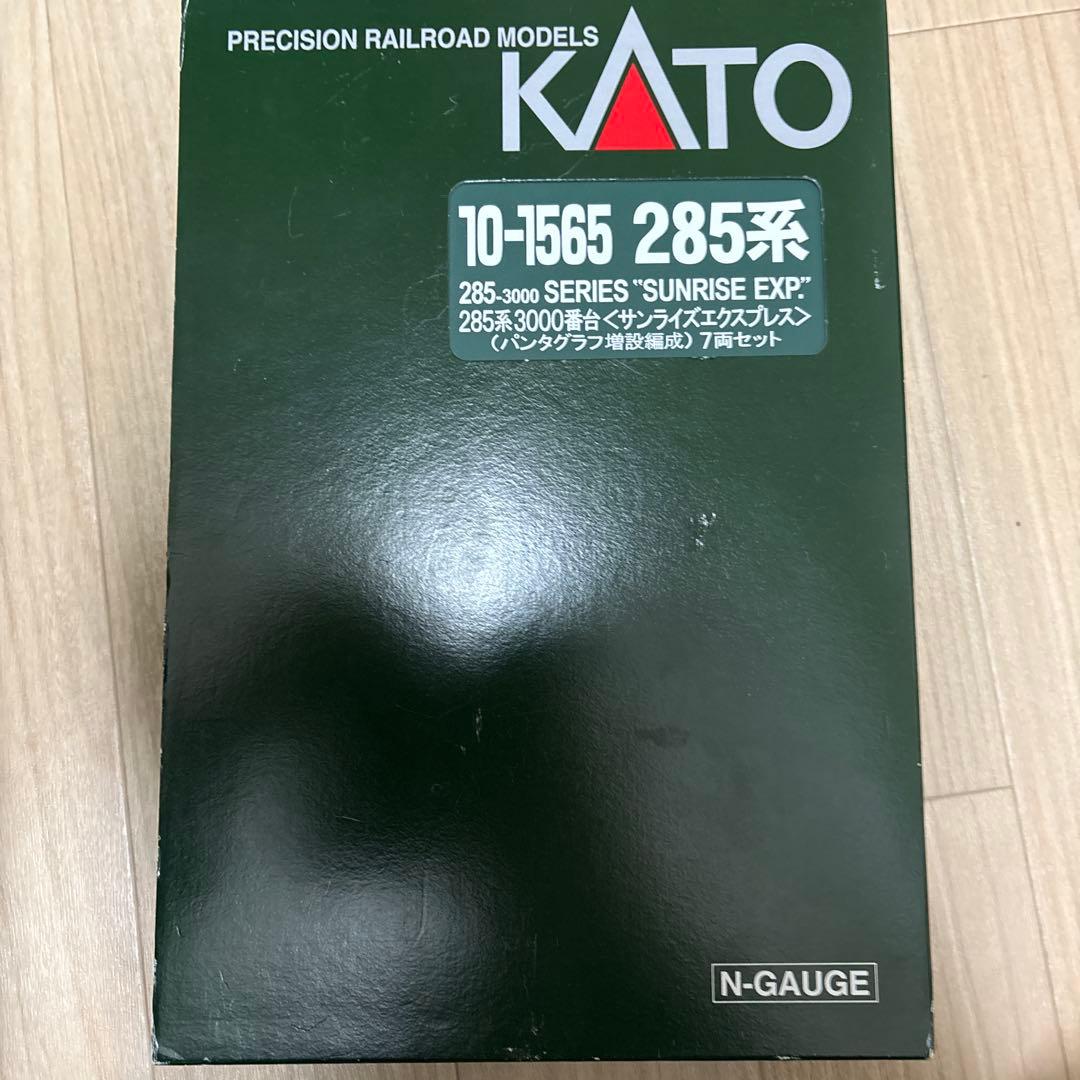 PRECISION RAILROAD MODELS
KATO
10-1565 285系
285-3000 SERIES "SUNRISE EXP."
285系3000番台〈サンライズエクスプレス〉
(パンタグラフ増設編成) 7両セット
N-GAUGE